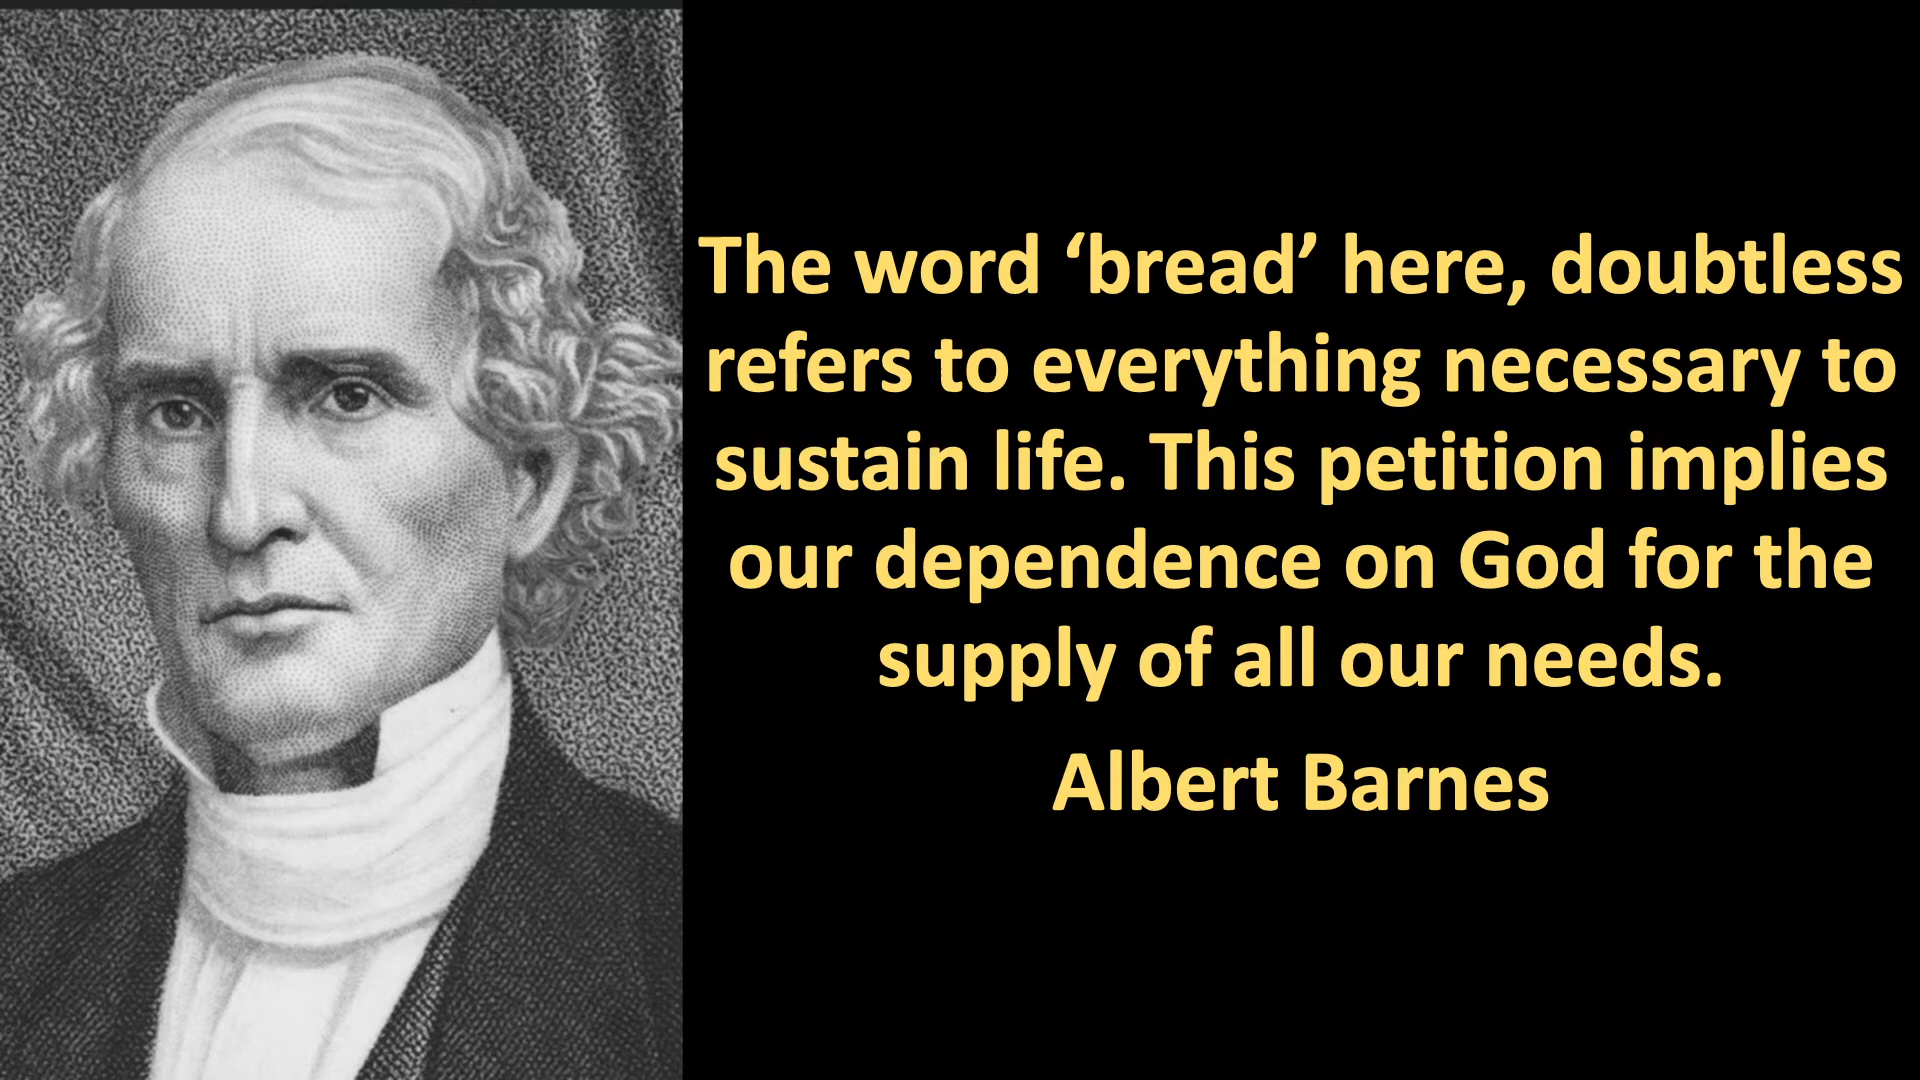 The word ‘bread’ here, doubtless
refers to everything necessary to
sustain life. This petition implies
our dependence on God for the
supply of all our needs.
Albert Barnes